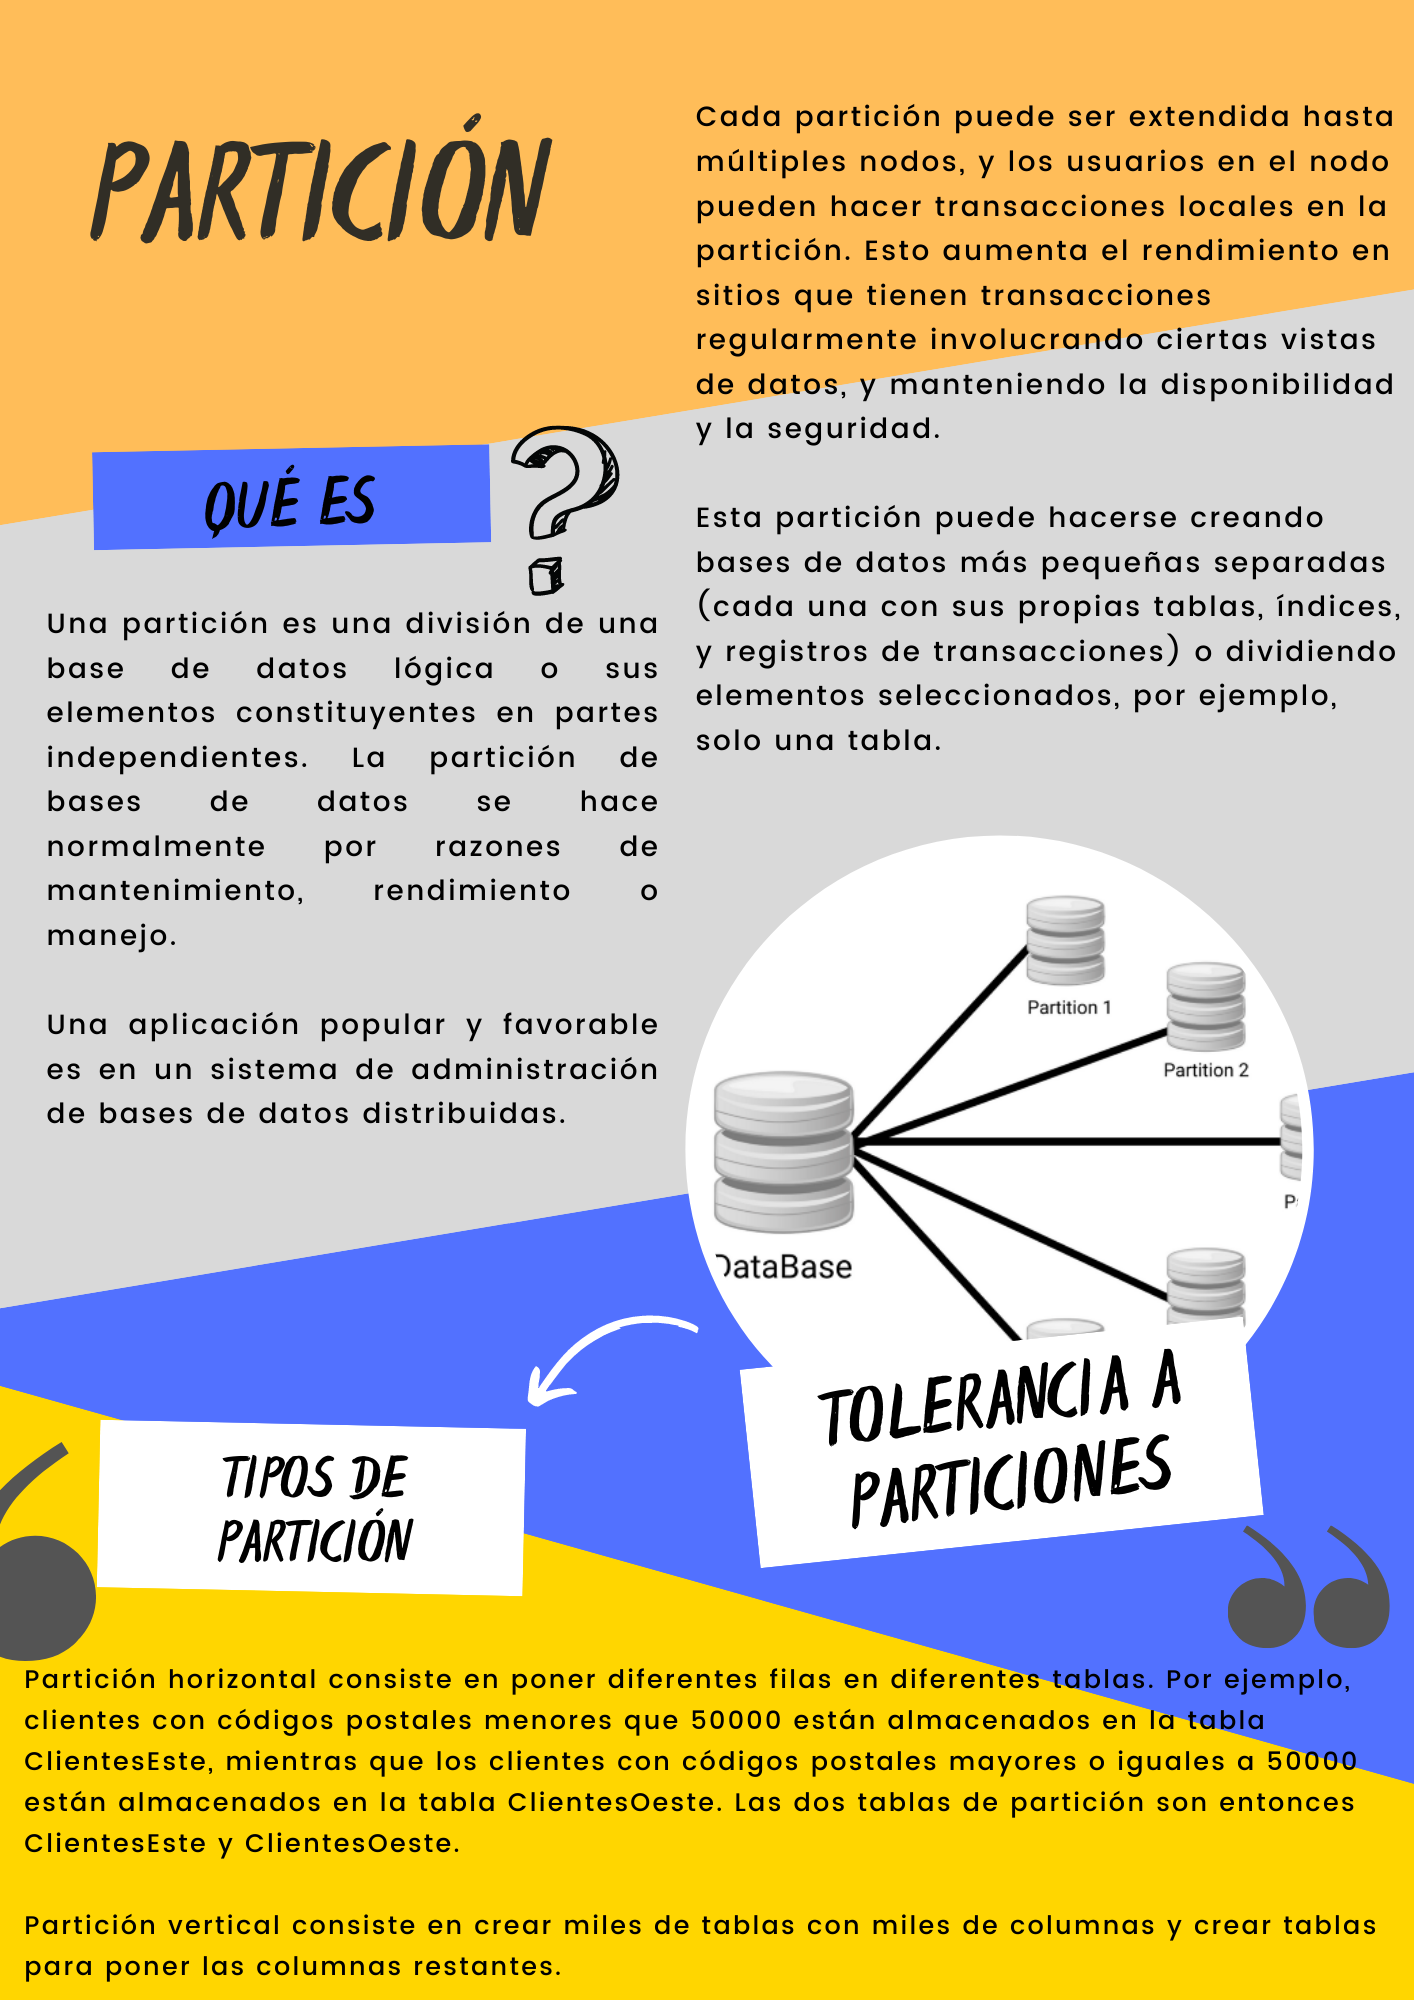 PARTICIÓN
QUÉ ES
?
Una partición es una división de una
base de datos lógica o sus
elementos constituyentes en partes
independientes. La partición de
bases de datos se hace
normalmente por razones de
mantenimiento, rendimiento o
manejo.
Una aplicación popular y favorable
es en un sistema de administración
de bases de datos distribuidas.
Cada partición puede ser extendida hasta
múltiples nodos, y los usuarios en el nodo
pueden hacer transacciones locales en la
partición. Esto aumenta el rendimiento en
sitios que tienen transacciones
regularmente involucrando ciertas vistas
de datos, y manteniendo la disponibilidad
y la seguridad.
Esta partición puede hacerse creando
bases de datos más pequeñas separadas
(cada una con sus propias tablas, índices,
y registros de transacciones) o dividiendo
elementos seleccionados, por ejemplo,
solo una tabla.
Partition 1
Partition 2
DataBase
TOLERANCIA A
PARTICIONES
TIPOS DE
PARTICIÓN
Partición horizontal consiste en poner diferentes filas en diferentes tablas. Por ejemplo,
clientes con códigos postales menores que 50000 están almacenados en la tabla
ClientesEste, mientras que los clientes con códigos postales mayores o iguales a 50000
están almacenados en la tabla ClientesOeste. Las dos tablas de partición son entonces
ClientesEste y ClientesOeste.
Partición vertical consiste en crear miles de tablas con miles de columnas y crear tablas
para poner las columnas restantes.